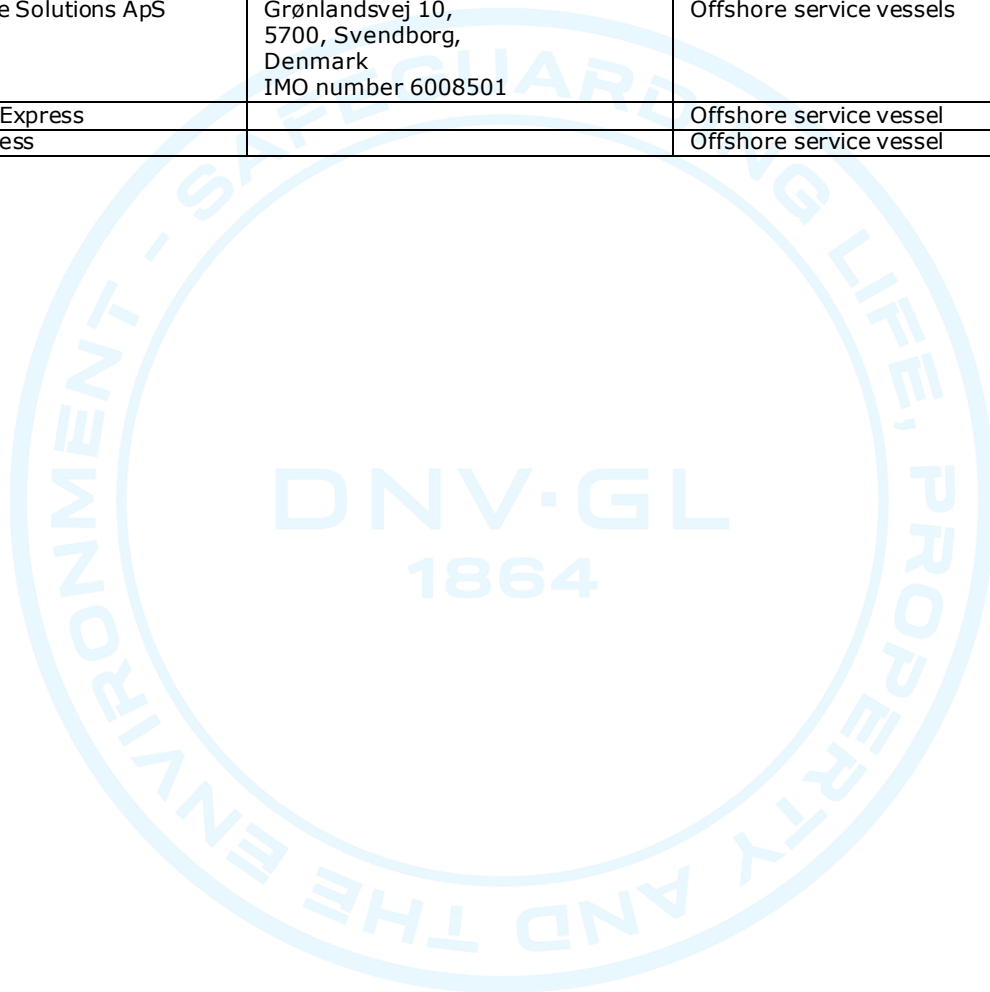 e Solutions ApS
Grønlandsvej 10,
5700, Svendborg,
Denmark
IMO number 6008501
Offshore service vessels
Express
Offshore service vessel
ess
Offshore service vessel
SAFEGUARDING LIFE, PROPERTY AND THE ENVIRONMENT -
DNV·GL
1864